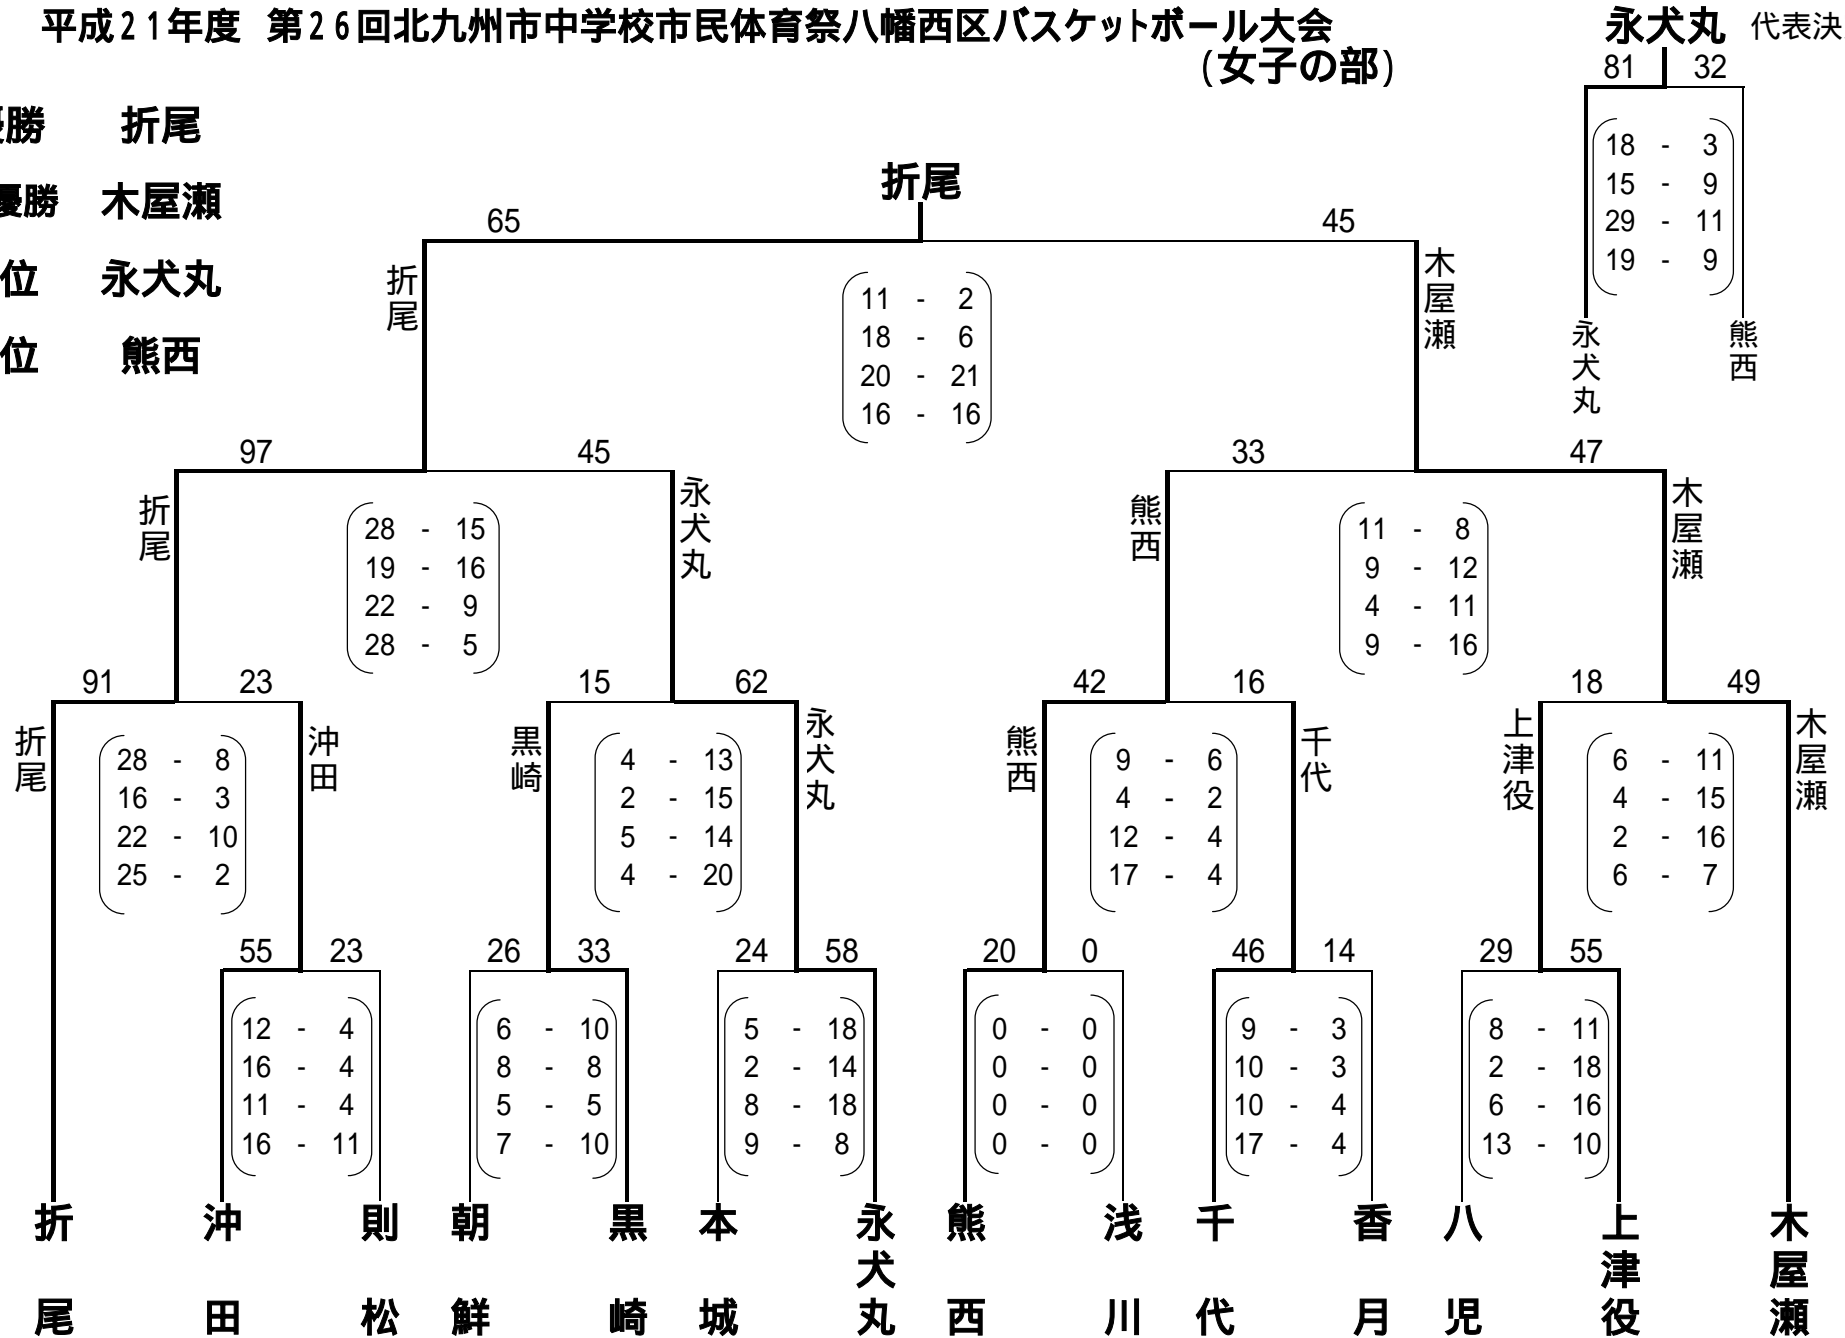 平成21年度 第26回北九州市中学校市民体育祭八幡西区バスケットボール大会
(女子の部)
永犬丸 代表決
81 32
18 - 3
15 - 9
29 - 11
19 - 9
永犬丸
熊西
優勝 折尾
優勝 木屋瀬
位 永犬丸
位 熊西
折尾
65 45
折尾
木屋瀬
11 - 2
18 - 6
20 - 21
16 - 16
97 45
33 47
折尾
永犬丸
熊西
木屋瀬
28 - 15
19 - 16
22 - 9
28 - 5
11 - 8
9 - 12
4 - 11
9 - 16
91 23
15 62
42 16
18 49
折尾
沖田
黒崎
永犬丸
熊西
千代
上津役
木屋瀬
28 - 8
16 - 3
22 - 10
25 - 2
4 - 13
2 - 15
5 - 14
4 - 20
9 - 6
4 - 2
12 - 4
17 - 4
6 - 11
4 - 15
2 - 16
6 - 7
55 23
26 33
24 58
20 0
46 14
29 55
12 - 4
16 - 4
11 - 4
16 - 11
6 - 10
8 - 8
5 - 5
7 - 10
5 - 18
2 - 14
8 - 18
9 - 8
0 - 0
0 - 0
0 - 0
0 - 0
9 - 3
10 - 3
10 - 4
17 - 4
8 - 11
2 - 18
6 - 16
13 - 10
折尾
沖田
則松
朝鮮
黒崎
本城
永犬丸
熊西
浅川
千代
香月
八児
上津役
木屋瀬